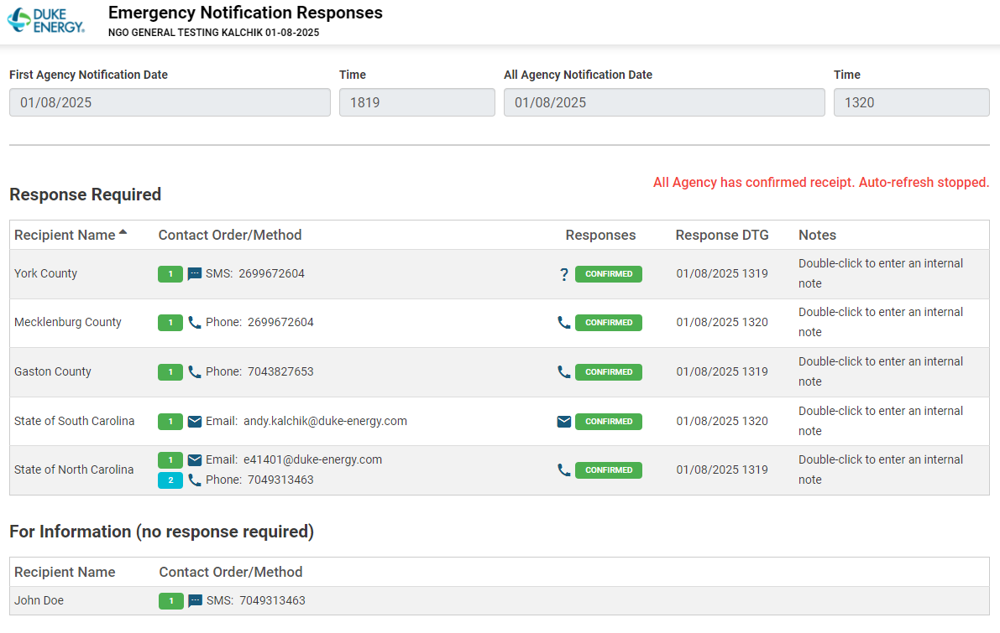 DUKE ENERGY®
Emergency Notification Responses
NGO GENERAL TESTING KALCHIK 01-08-2025
First Agency Notification Date Time All Agency Notification Date Time
01/08/2025 1819 01/08/2025 1320
All Agency has confirmed receipt. Auto-refresh stopped.
Response Required
Recipient Name Contact Order/Method Responses Response DTG Notes
York County 1 SMS: 2699672604 ? CONFIRMED 01/08/2025 1319 Double-click to enter an internal
note
Mecklenburg County 1 Phone: 2699672604 CONFIRMED 01/08/2025 1320 Double-click to enter an internal
note
Gaston County 1 Phone: 7043827653 CONFIRMED 01/08/2025 1319 Double-click to enter an internal
note
State of South Carolina 1 Email: andy.kalchik@duke-energy.com CONFIRMED 01/08/2025 1320 Double-click to enter an internal
note
State of North Carolina 1 Email: e41401@duke-energy.com CONFIRMED 01/08/2025 1319 Double-click to enter an internal
2 Phone: 7049313463 note
For Information (no response required)
Recipient Name Contact Order/Method
John Doe 1 SMS: 7049313463